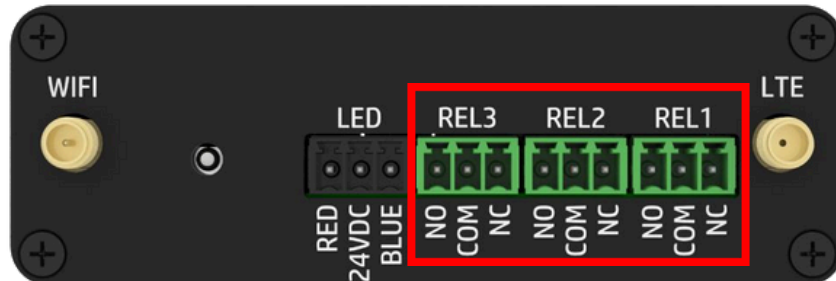 WIFI
LTE
LED
REL3
REL2
REL1
RED
24VDC
BLUE
NO
COM
NC
NO
COM
NC
NO
COM
NC